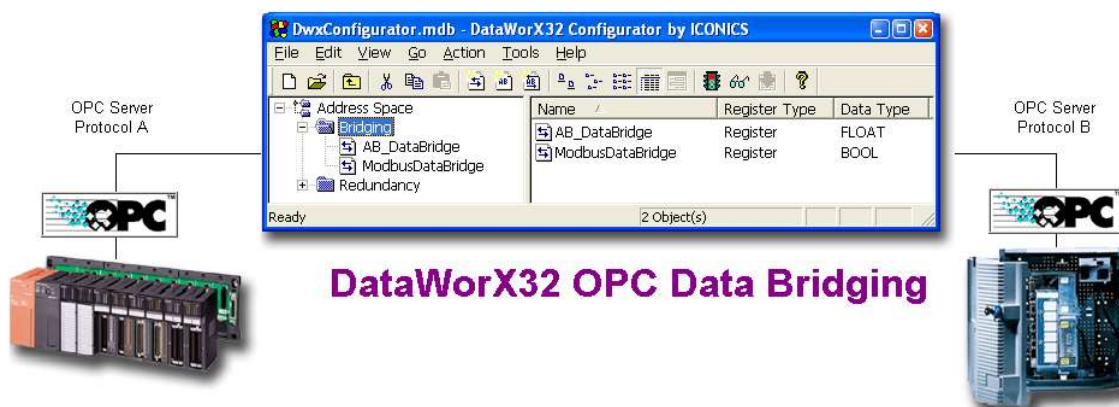 DwxConfigurator.mdb - DataWorX32 Configurator by ICONICS
File Edit View Go Action Tools Help
Address Space
Bridging
AB_DataBridge
ModbusDataBridge
Redundancy
Name Register Type Data Type
AB_DataBridge Register FLOAT
ModbusDataBridge Register BOOL
Ready 2 Object(s)
OPC Server
Protocol A
OPC™
OPC Server
Protocol B
OPC
DataWorX32 OPC Data Bridging